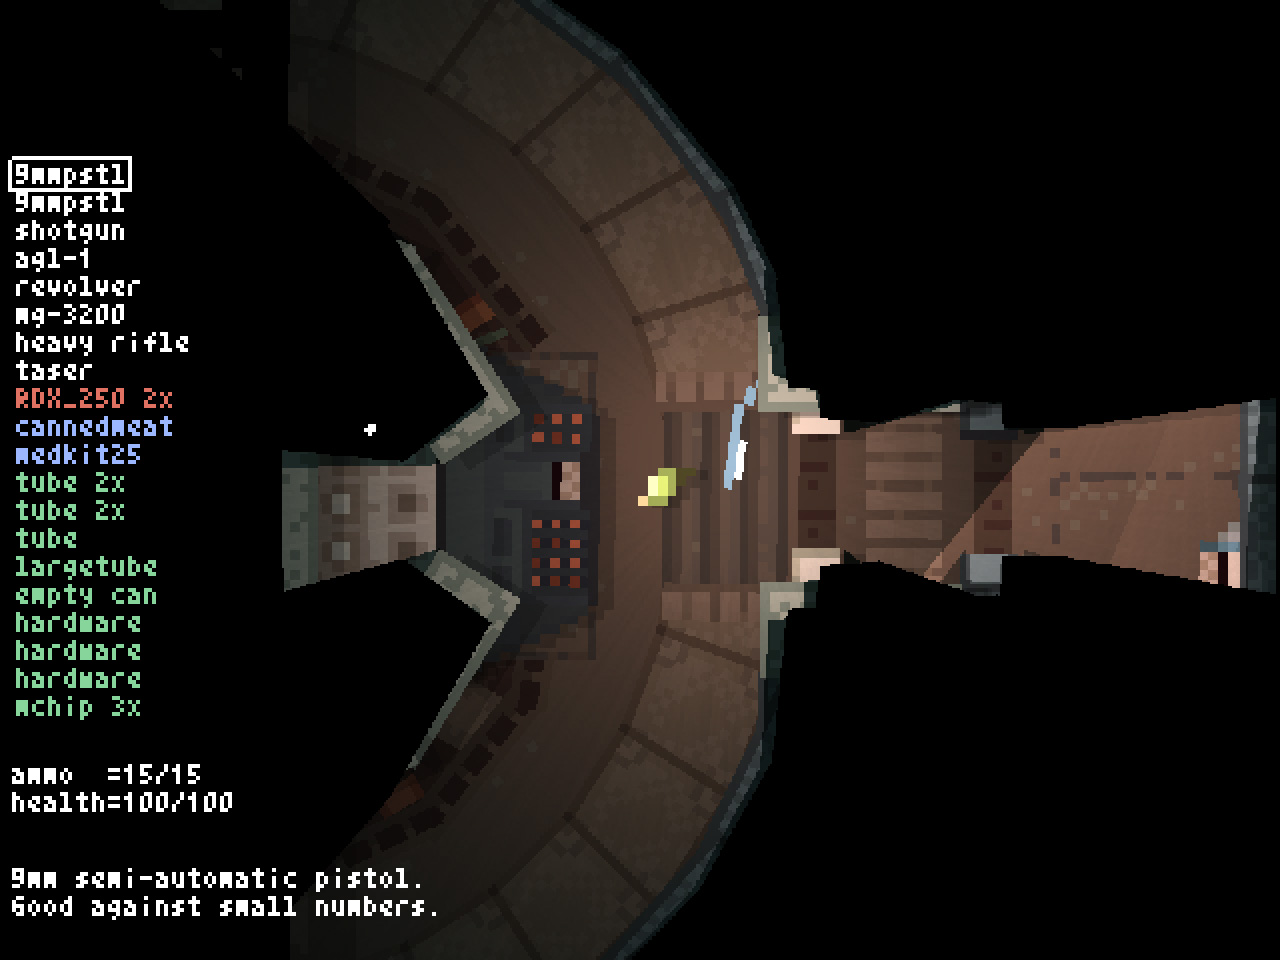 9mmpstl
9mmpstl
shotgun
agl-1
revolver
mg-3200
heavy rifle
taser
RDX_250 2x
cannedmeat
medkit25
tube 2x
tube 2x
tube
largetube
empty can
hardware
hardware
hardware
mchip 3x
ammo =15/15
health=100/100
9mm semi-automatic pistol.
Good against small numbers.